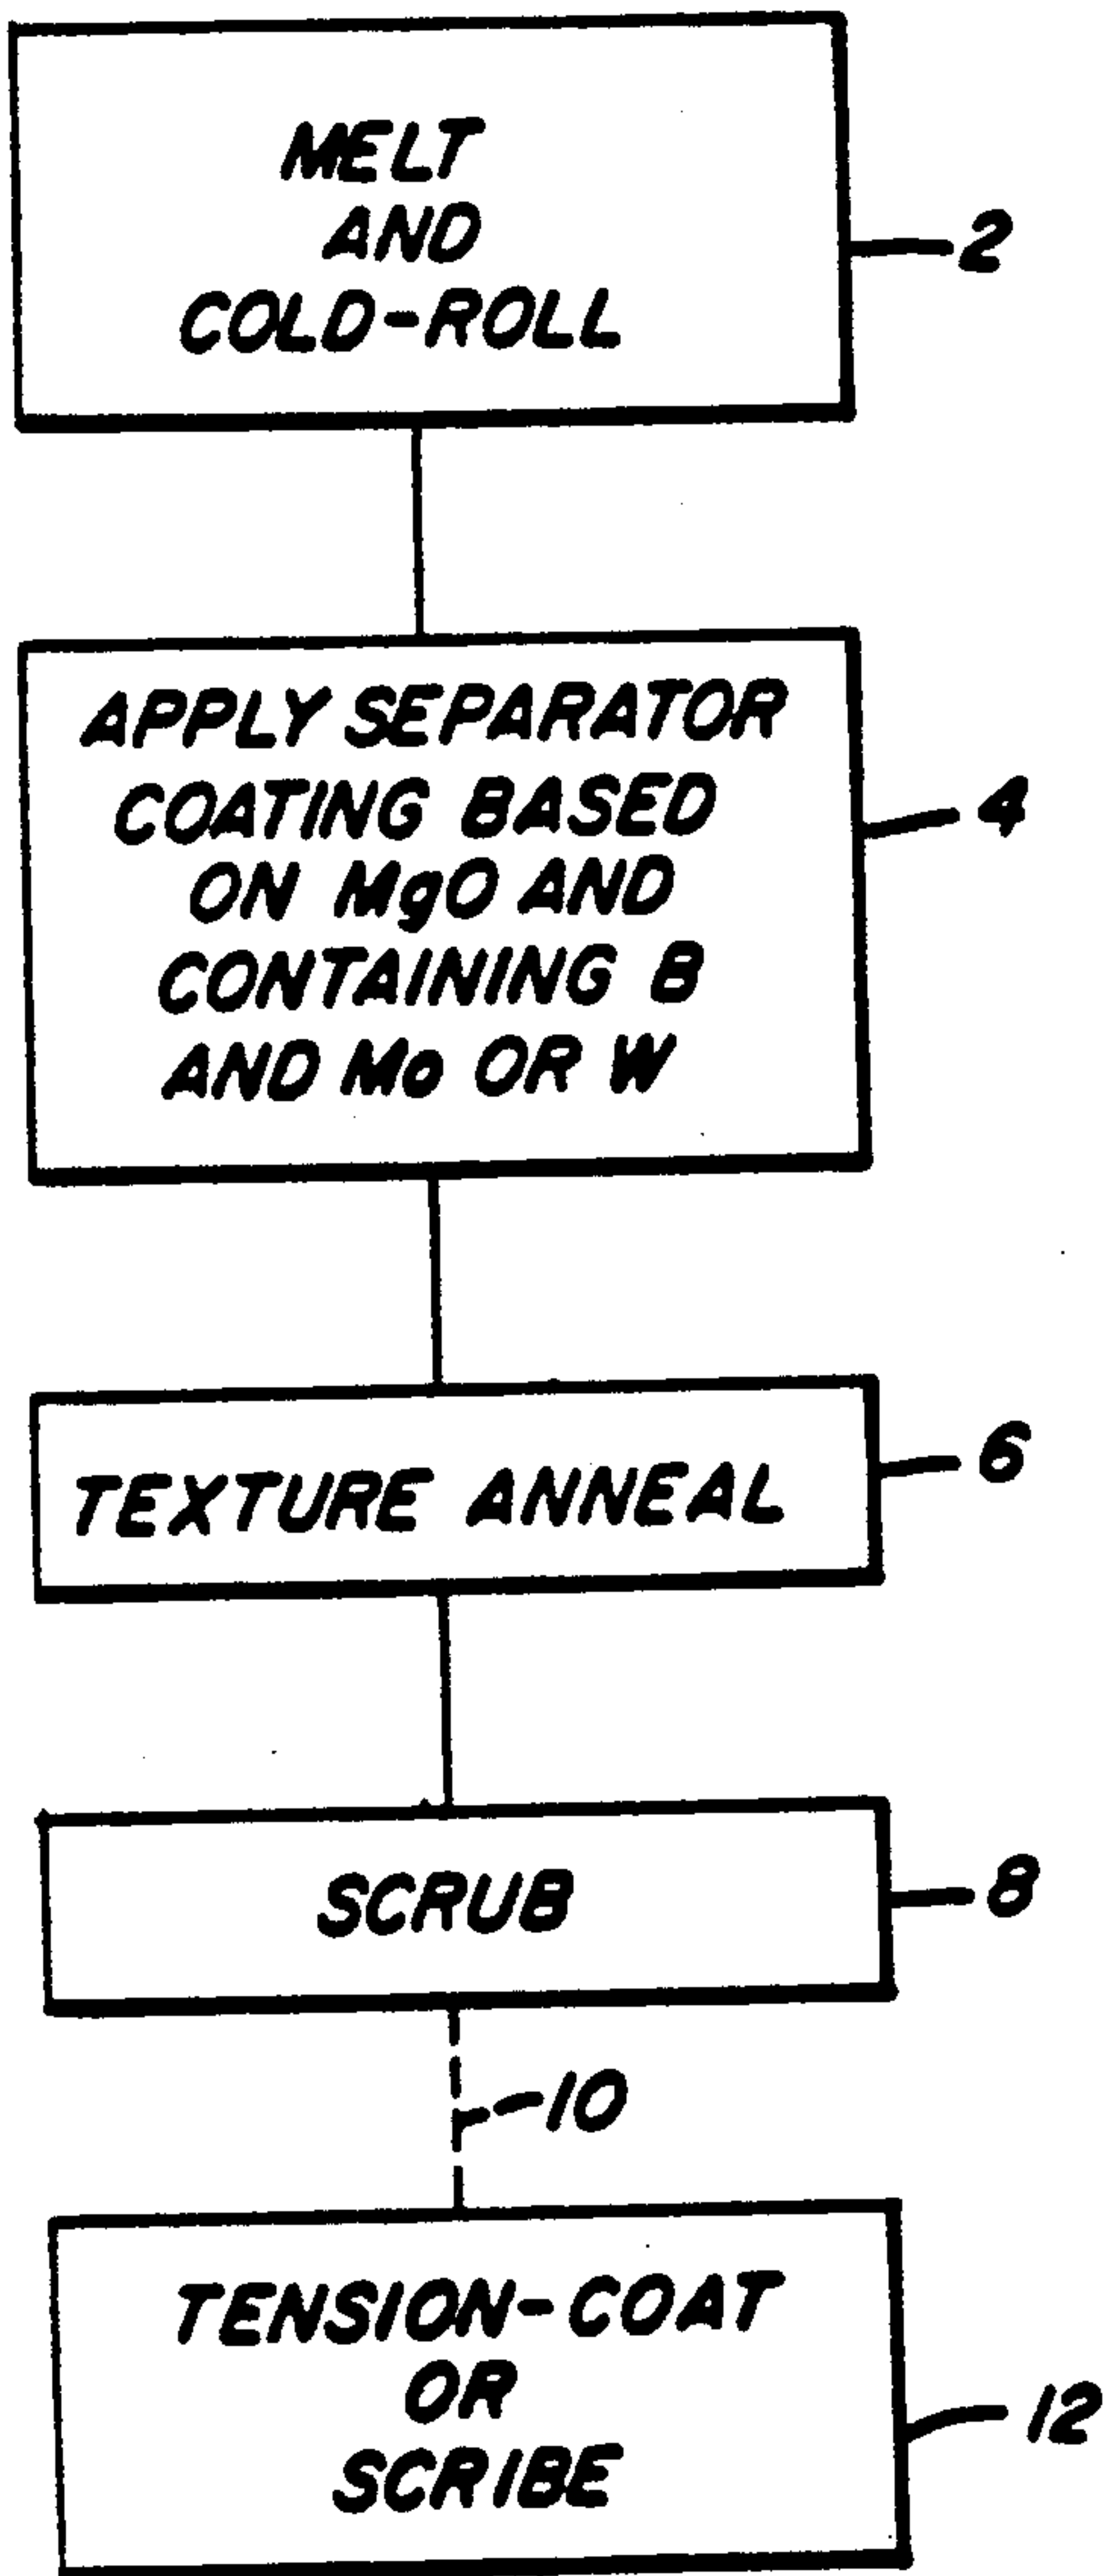 MELT
AND
COLD-ROLL
2
APPLY SEPARATOR
COATING BASED
ON MgO AND
CONTAINING B
AND Mo OR W
4
TEXTURE ANNEAL
6
SCRUB
8
10
TENSION-COAT
OR
SCRIBE
12